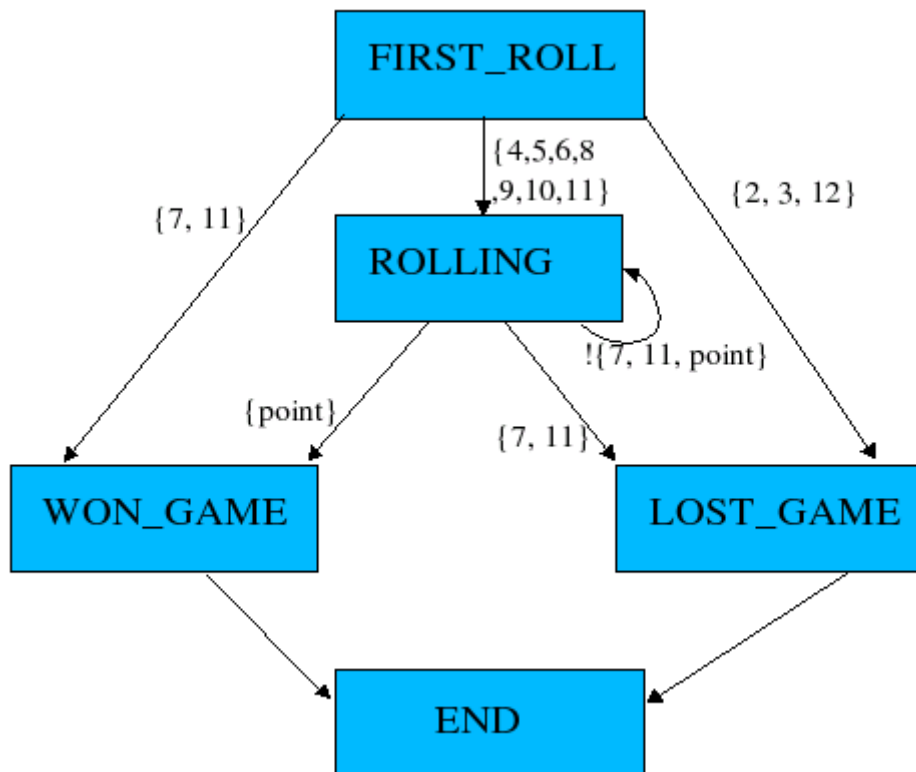 FIRST_ROLL
{4,5,6,8
,9,10,11}
{7, 11}
{2, 3, 12}
ROLLING
!{7, 11, point}
{point}
{7, 11}
WON_GAME
LOST_GAME
END